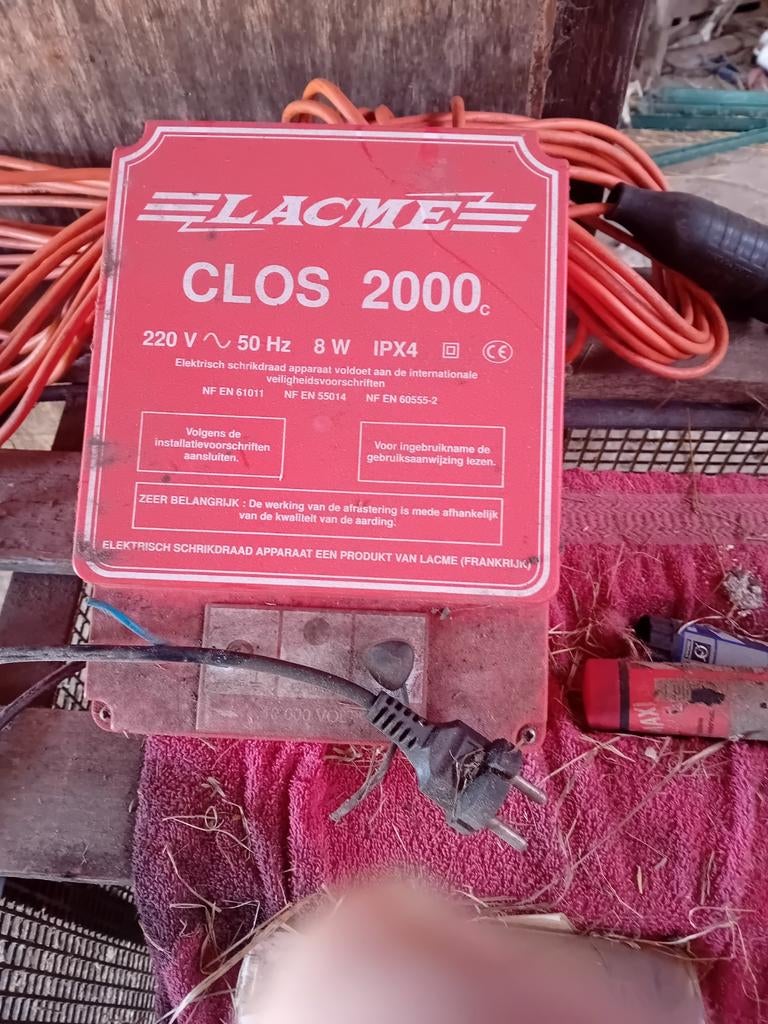 LACME
CLOS 2000c
220 V ~ 50 Hz 8 W IPX4 CE
Elektrisch schrikdraad apparaat voldoet aan de internationale
veiligheidsvoorschriften
NF EN 61011 NF EN 55014 NF EN 60555-2
Volgens de
installatievoorschriften
aansluiten.
Voor ingebruikname de
gebruiksaanwijzing lezen.
ZEER BELANGRIJK : De werking van de afrastering is mede afhankelijk
van de kwaliteit van de aarding.
ELEKTRISCH SCHRIKDRAAD APPARAAT EEN PRODUKT VAN LACME (FRANKRIJK)
MAXI